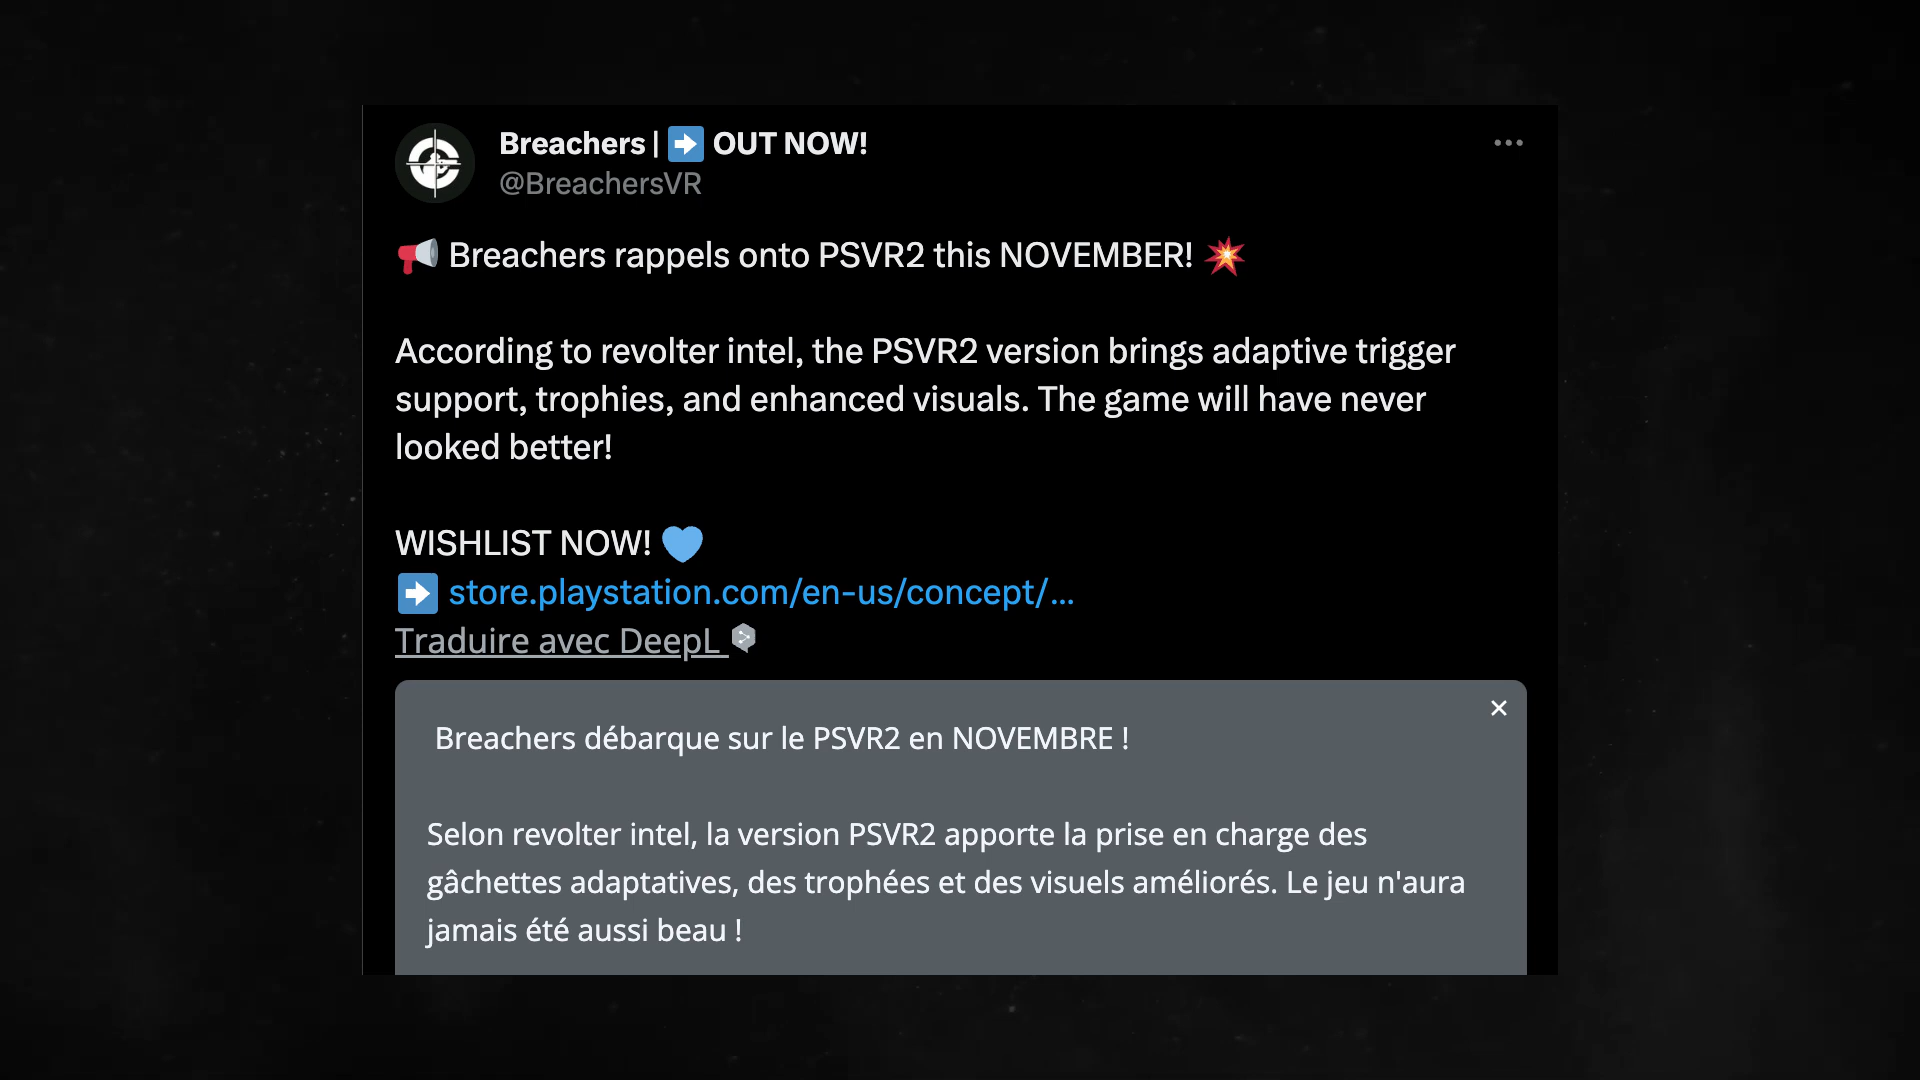 Breachers | ➡️ OUT NOW!
@BreachersVR
📢 Breachers rappels onto PSVR2 this NOVEMBER! 💥
According to revolter intel, the PSVR2 version brings adaptive trigger
support, trophies, and enhanced visuals. The game will have never
looked better!
WISHLIST NOW! 💙
➡️ store.playstation.com/en-us/concept/…
Traduire avec DeepL
Breachers débarque sur le PSVR2 en NOVEMBRE !
Selon revolter intel, la version PSVR2 apporte la prise en charge des
gâchettes adaptatives, des trophées et des visuels améliorés. Le jeu n'aura
jamais été aussi beau !